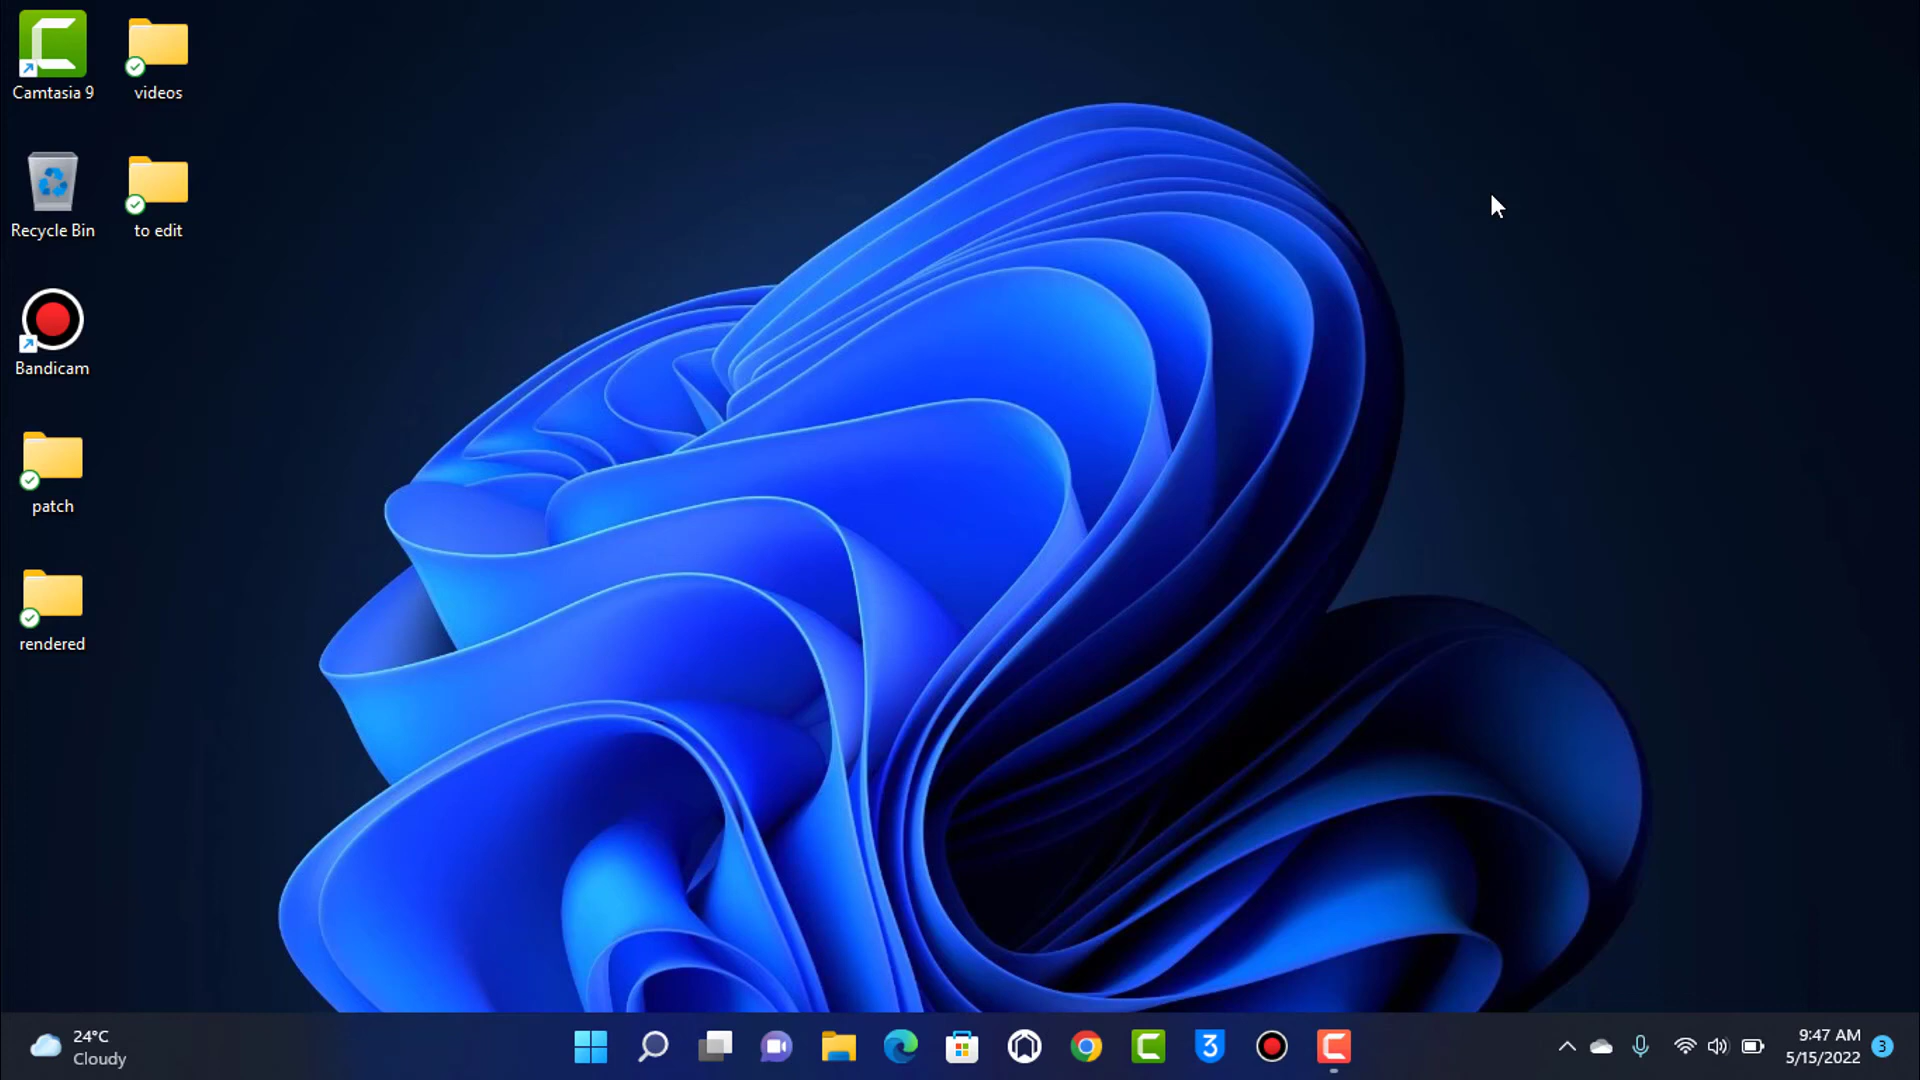 Camtasia 9
videos
Recycle Bin
to edit
Bandicam
patch
rendered
24°C
Cloudy
3
9:47 AM
5/15/2022
3